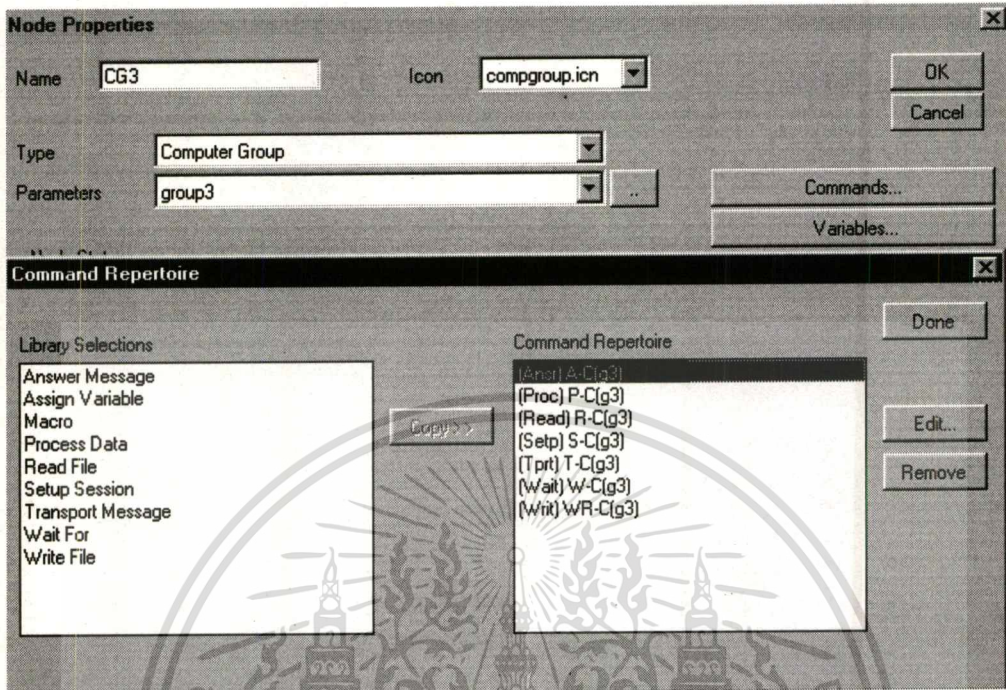 Node Properties
Name CG3 Icon compgroup.icn OK
Cancel
Type Computer Group
Parameters group3 .. Commands...
Variables...
Command Repertoire
Done
Library Selections Command Repertoire
Answer Message (Ansr) A-C(g3)
Assign Variable (Proc) P-C(g3)
Macro (Read) R-C(g3) Copy>> Edit...
Process Data (Setp) S-C(g3)
Read File (Tprt) T-C(g3) Remove
Setup Session (Wait) W-C(g3)
Transport Message (Writ) WR-C(g3)
Wait For
Write File